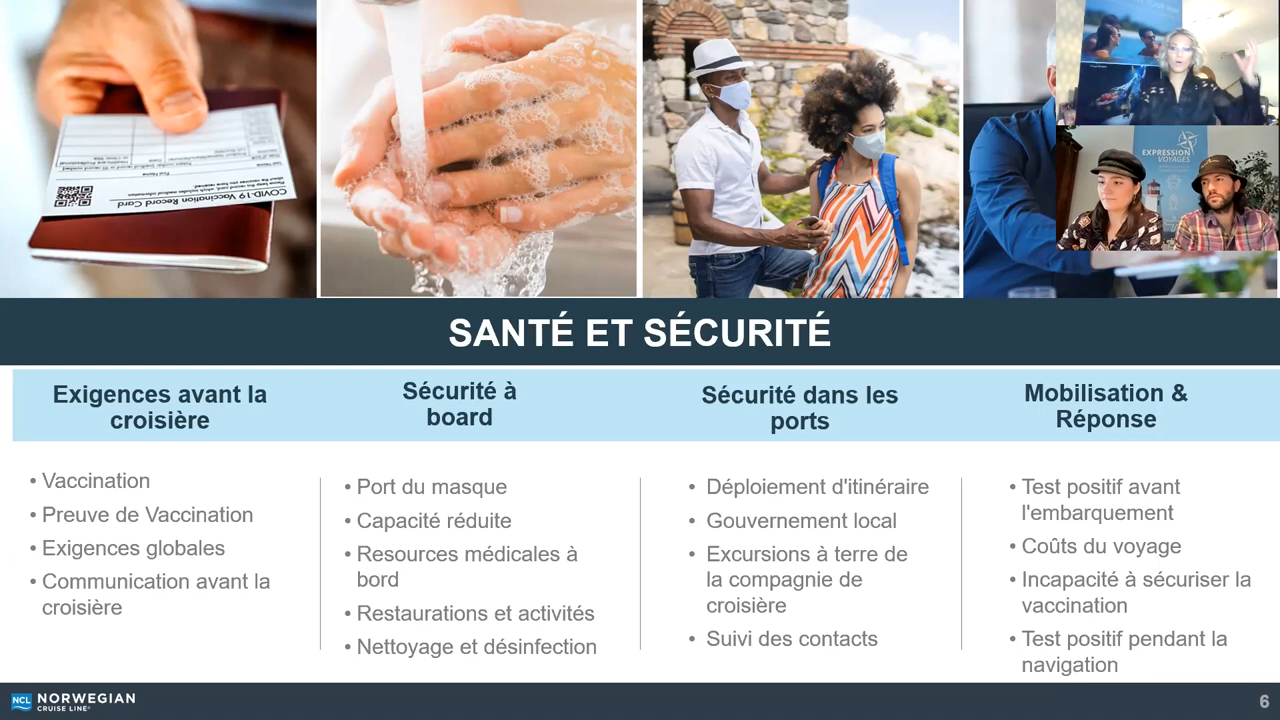 COVID-19 Vaccination Record Card
EXPRESSION
VOYAGES
SANTÉ ET SÉCURITÉ
Exigences avant la
croisière
• Vaccination
• Preuve de Vaccination
• Exigences globales
• Communication avant la
croisière
Sécurité à
board
• Port du masque
• Capacité réduite
• Resources médicales à
bord
• Restaurations et activités
• Nettoyage et désinfection
Sécurité dans les
ports
• Déploiement d'itinéraire
• Gouvernement local
• Excursions à terre de
la compagnie de
croisière
• Suivi des contacts
Mobilisation &
Réponse
• Test positif avant
l'embarquement
• Coûts du voyage
• Incapacité à sécuriser la
vaccination
• Test positif pendant la
navigation
NCL NORWEGIAN
CRUISE LINE®
6